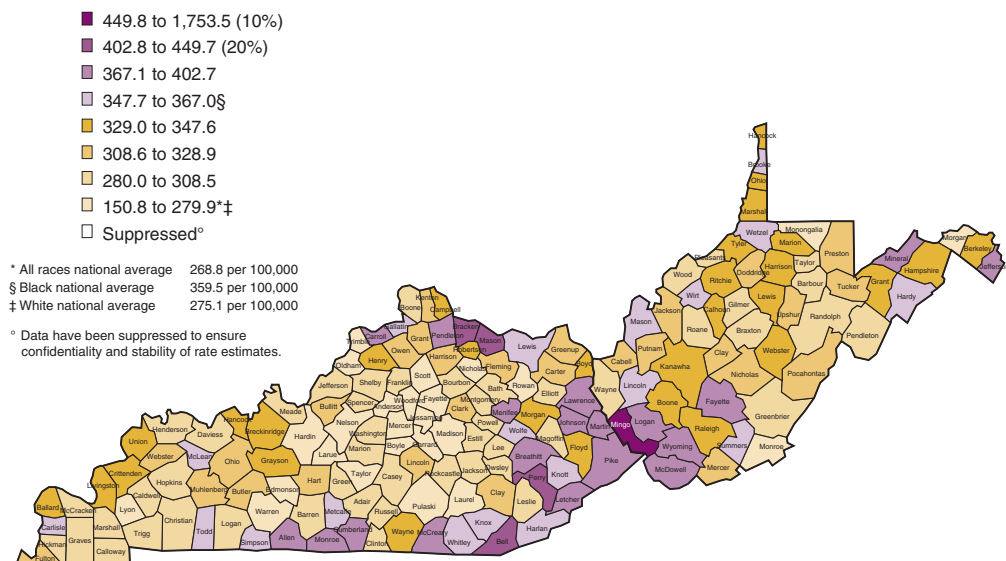 449.8 to 1,753.5 (10%)
402.8 to 449.7 (20%)
367.1 to 402.7
347.7 to 367.0§
329.0 to 347.6
308.6 to 328.9
280.0 to 308.5
150.8 to 279.9*‡
Suppressed°
* All races national average 268.8 per 100,000
§ Black national average 359.5 per 100,000
‡ White national average 275.1 per 100,000
° Data have been suppressed to ensure
confidentiality and stability of rate estimates.
Hancock
Brooke
Ohio
Marshall
Wetzel
Monongalia
Morgan
Berkeley
Jefferson
Tyler
Marion
Preston
Mineral
Hampshire
Pleasants
Doddridge
Harrison
Taylor
Wood
Ritchie
Barbour
Tucker
Grant
Hardy
Wirt
Lewis
Gilmer
Calhoun
Upshur
Randolph
Jackson
Mason
Roane
Braxton
Pendleton
Putnam
Clay
Webster
Cabell
Kanawha
Nicholas
Pocahontas
Wayne
Lincoln
Boone
Fayette
Greenbrier
Mingo
Logan
Raleigh
Summers
Monroe
Wyoming
McDowell
Mercer
Kenton
Boone
Campbell
Gallatin
Bracken
Carroll
Grant
Pendleton
Mason
Trimble
Owen
Robertson
Lewis
Greenup
Henry
Harrison
Fleming
Boyd
Oldham
Nicholas
Carter
Scott
Rowan
Jefferson
Shelby
Franklin
Bourbon
Bath
Elliott
Lawrence
Woodford
Fayette
Montgomery
Spencer
Anderson
Clark
Menifee
Morgan
Johnson
Martin
Bullitt
Meade
Nelson
Mercer
Jessamine
Powell
Wolfe
Magoffin
Hancock
Breckinridge
Hardin
Washington
Madison
Estill
Floyd
Henderson
Daviess
Marion
Boyle
Garrard
Lee
Breathitt
Pike
Union
Webster
McLean
Ohio
Grayson
Larue
Lincoln
Rockcastle
Jackson
Owsley
Perry
Knott
Crittenden
Hopkins
Muhlenberg
Butler
Edmonson
Hart
Green
Taylor
Casey
Clay
Leslie
Letcher
Livingston
Caldwell
Adair
Pulaski
Laurel
Ballard
McCracken
Lyon
Warren
Barren
Metcalfe
Russell
Knox
Harlan
Carlisle
Marshall
Christian
Logan
Todd
Simpson
Allen
Monroe
Cumberland
Clinton
Wayne
McCreary
Whitley
Bell
Hickman
Graves
Trigg
Calloway
Fulton